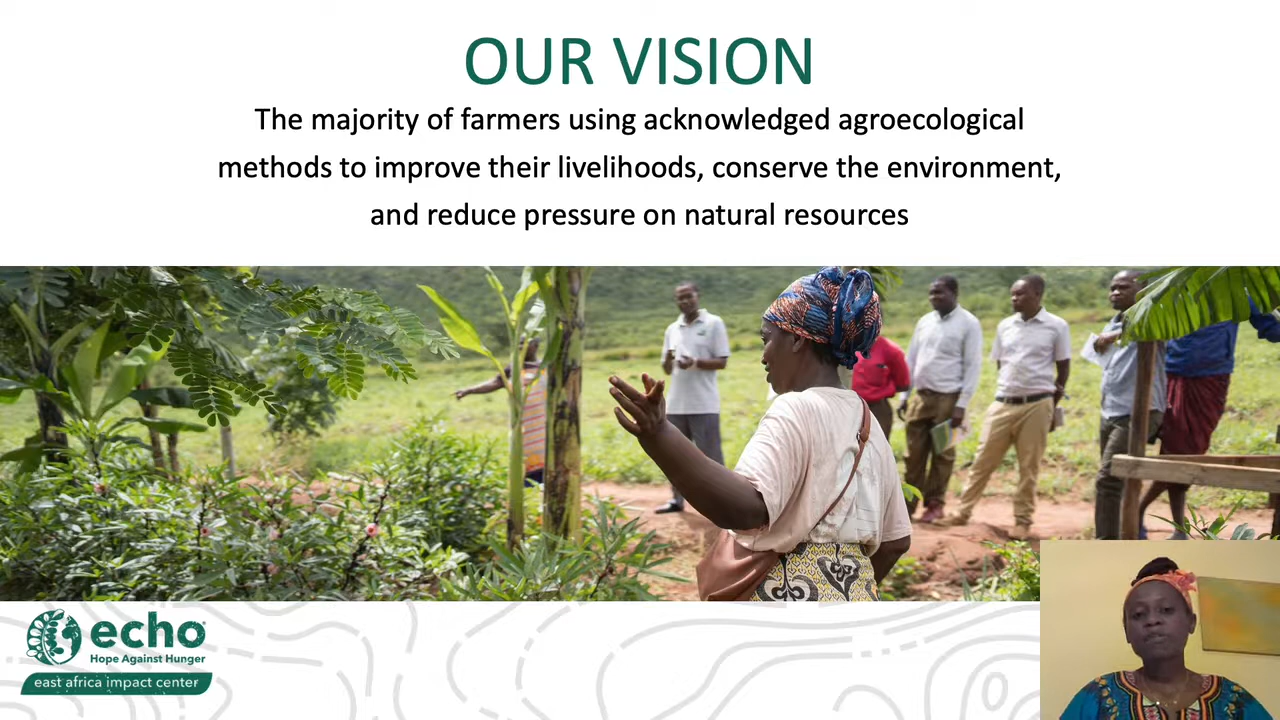 OUR VISION
The majority of farmers using acknowledged agroecological
methods to improve their livelihoods, conserve the environment,
and reduce pressure on natural resources
echo
Hope Against Hunger
east africa impact center